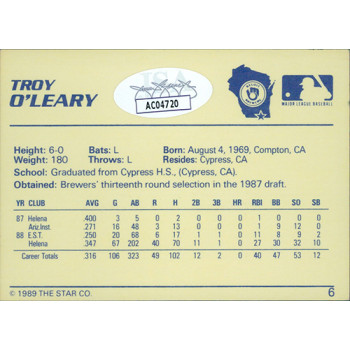 TROY
O'LEARY
JSA
AC04720
MAJOR LEAGUE BASEBALL
Height: 6-0 Bats: L Born: August 4, 1969, Compton, CA
Weight: 180 Throws: L Resides: Cypress, CA
School: Graduated from Cypress H.S., (Cypress, CA).
Obtained: Brewers' thirteenth round selection in the 1987 draft.
YR CLUB AVG G AB R H 2B 3B HR RBI BB SO SB
87 Helena .400 3 5 0 2 0 0 0 1 0 0 0
Ariz.Inst .271 16 48 3 13 0 0 0 1 9 12 0
88 E.S.T. .250 20 68 6 17 1 1 0 11 8 9 2
Helena .347 67 202 40 70 11 1 0 27 30 32 10
Career Totals .316 106 323 49 102 12 2 0 40 47 53 12
© 1989 THE STAR CO. 6